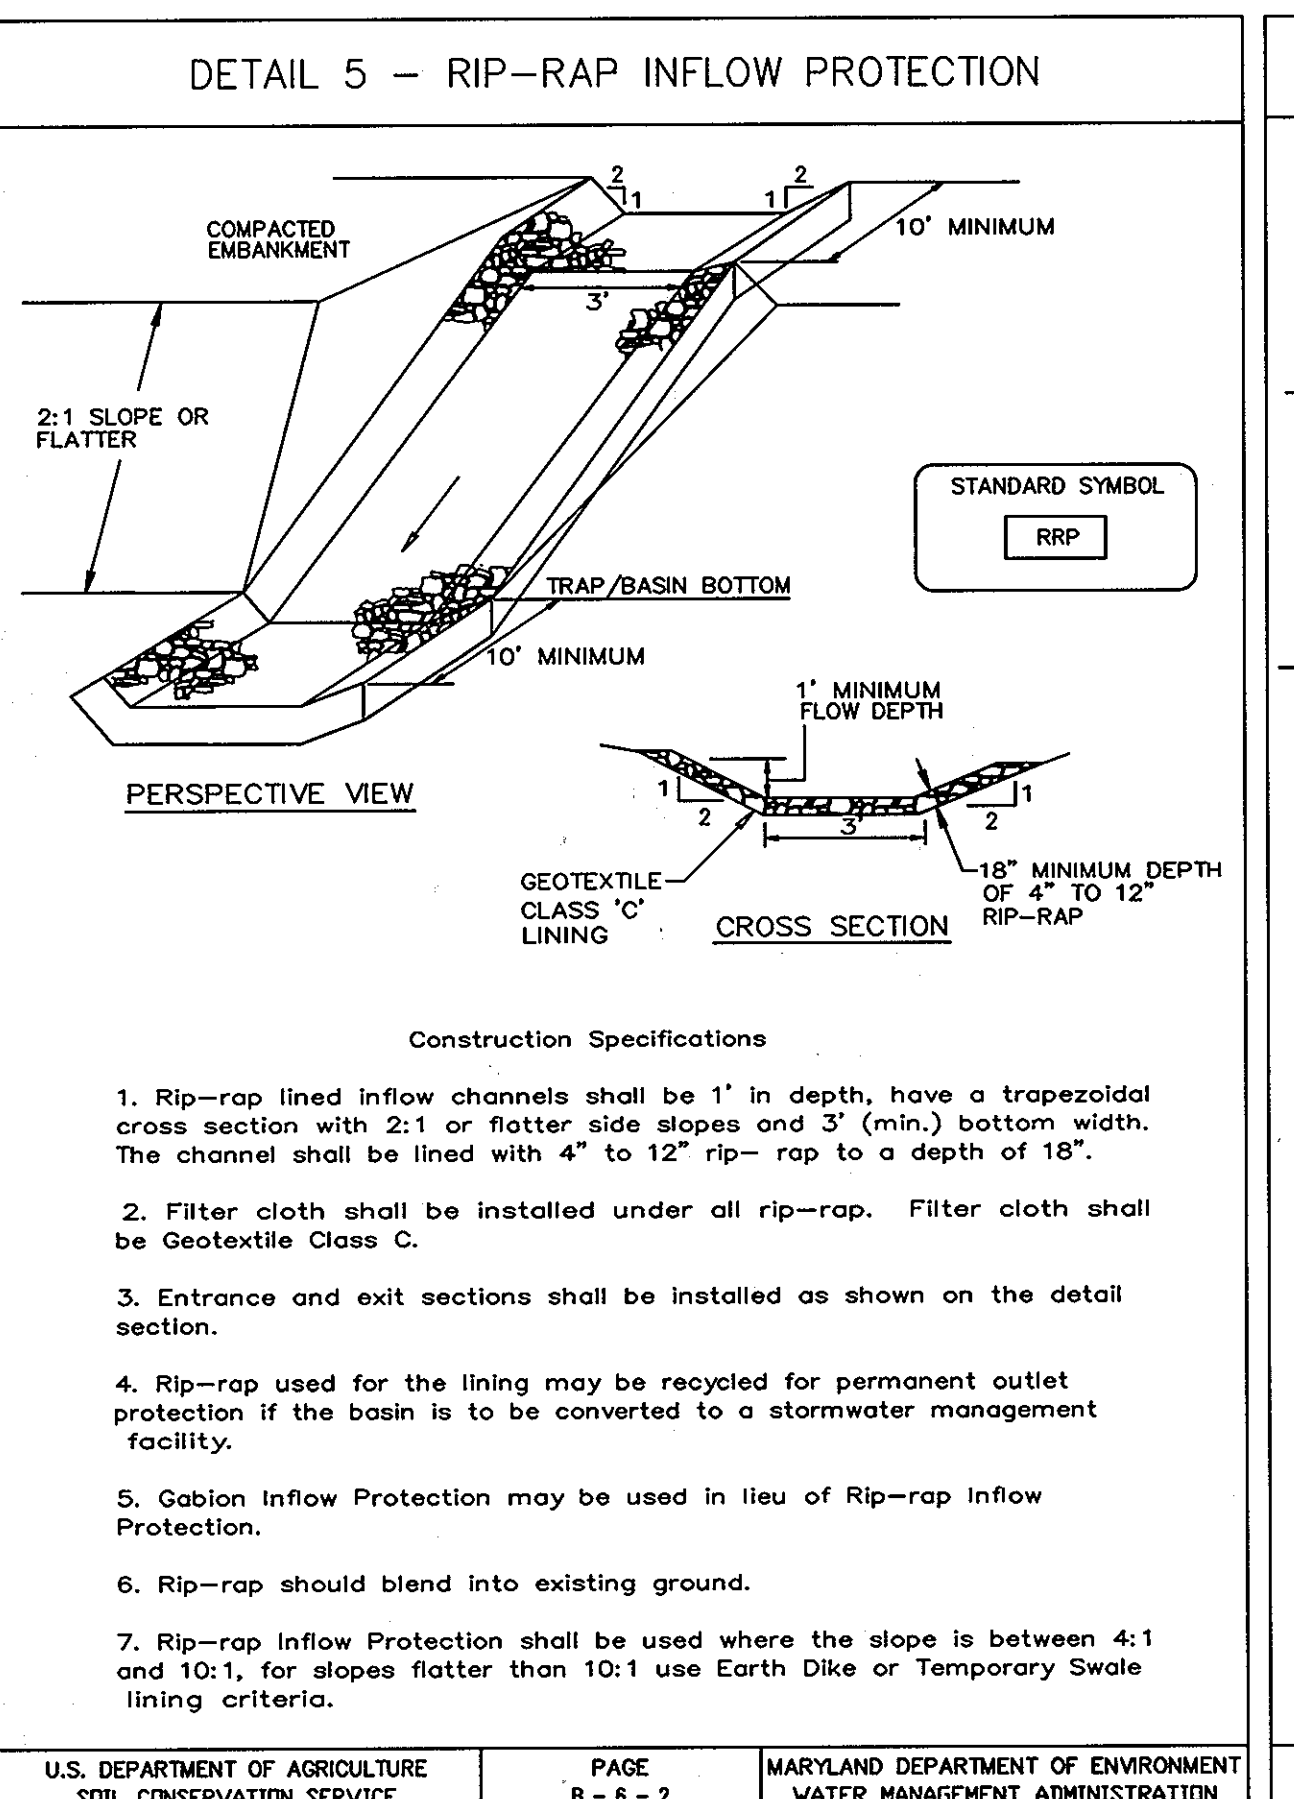 DETAIL 5 – RIP–RAP INFLOW PROTECTION
2
1
2
1
COMPACTED
EMBANKMENT
10' MINIMUM
3'
2:1 SLOPE OR
FLATTER
STANDARD SYMBOL
RRP
TRAP/BASIN BOTTOM
10' MINIMUM
1' MINIMUM
FLOW DEPTH
PERSPECTIVE VIEW
1
2
3'
1
2
GEOTEXTILE
CLASS 'C'
LINING
18" MINIMUM DEPTH
OF 4" TO 12"
RIP–RAP
CROSS SECTION
Construction Specifications
1. Rip–rap lined inflow channels shall be 1' in depth, have a trapezoidal
cross section with 2:1 or flatter side slopes and 3' (min.) bottom width.
The channel shall be lined with 4" to 12" rip– rap to a depth of 18".
2. Filter cloth shall be installed under all rip–rap. Filter cloth shall
be Geotextile Class C.
3. Entrance and exit sections shall be installed as shown on the detail
section.
4. Rip–rap used for the lining may be recycled for permanent outlet
protection if the basin is to be converted to a stormwater management
facility.
5. Gabion Inflow Protection may be used in lieu of Rip–rap Inflow
Protection.
6. Rip–rap should blend into existing ground.
7. Rip–rap Inflow Protection shall be used where the slope is between 4:1
and 10:1, for slopes flatter than 10:1 use Earth Dike or Temporary Swale
lining criteria.
U.S. DEPARTMENT OF AGRICULTURE
SOIL CONSERVATION SERVICE
PAGE
B – 6 – 2
MARYLAND DEPARTMENT OF ENVIRONMENT
WATER MANAGEMENT ADMINISTRATION